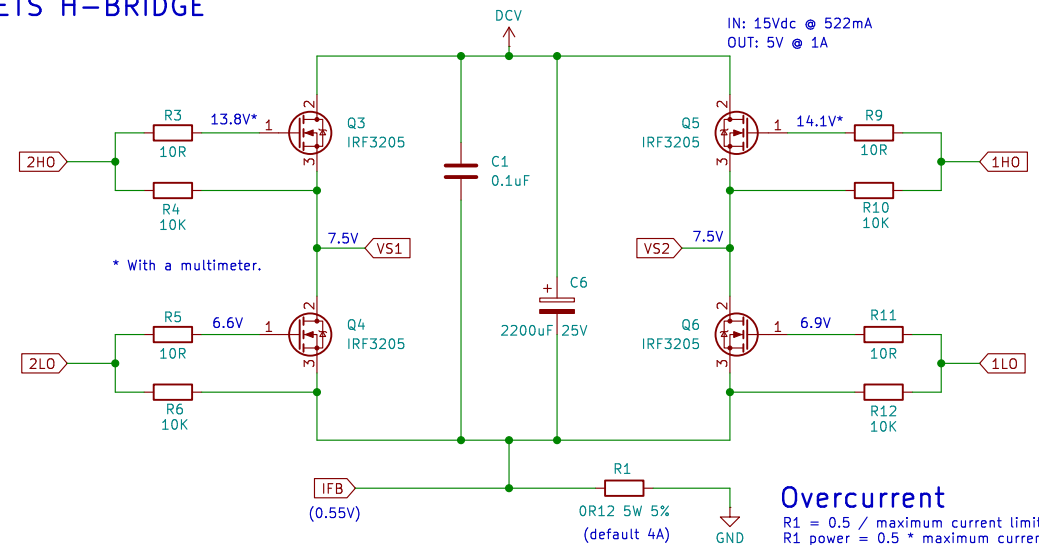 ETS H-BRIDGE
DCV
IN: 15Vdc @ 522mA
OUT: 5V @ 1A
R3
13.8V*
1
2
Q3
IRF3205
3
10R
2HO
R4
10K
C1
0.1uF
2
Q5
IRF3205
3
1
14.1V*
R9
10R
1HO
R10
10K
7.5V
VS1
VS2
7.5V
* With a multimeter.
C6
+
2200uF 25V
R5
6.6V
1
2
Q4
IRF3205
3
10R
2LO
R6
10K
2
Q6
IRF3205
3
1
6.9V
R11
10R
1LO
R12
10K
IFB
(0.55V)
R1
0R12 5W 5%
(default 4A)
GND
Overcurrent
R1 = 0.5 / maximum current limit
R1 power = 0.5 * maximum curren